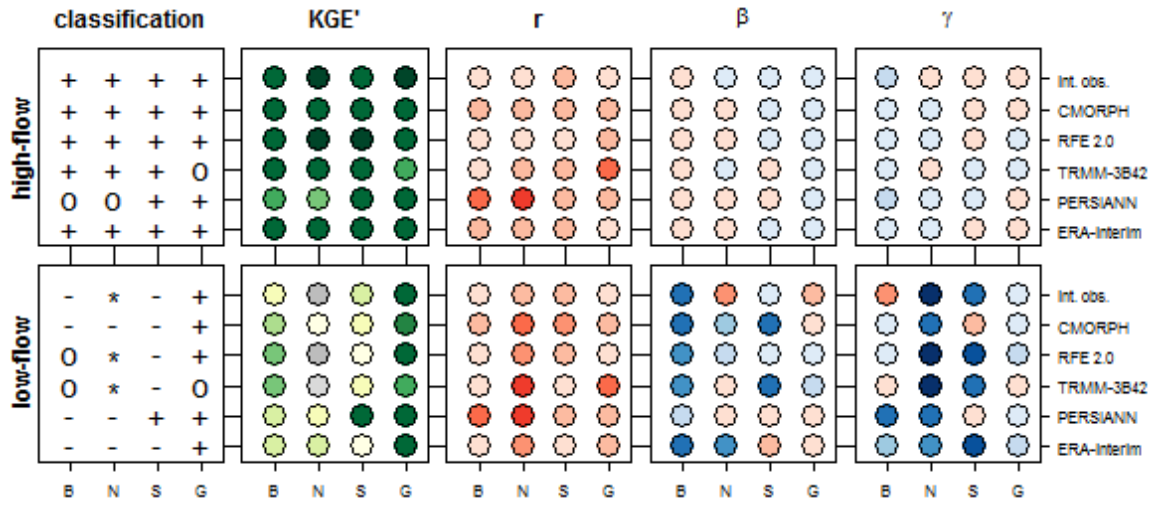 classification KGE' r β γ
high-flow
+ + + + Int. obs.
+ + + + CMORPH
+ + + + RFE 2.0
+ + + O TRMM-3B42
O O + + PERSIANN
+ + + + ERA-Interim
low-flow
- * - + Int. obs.
- - - + CMORPH
O * - + RFE 2.0
O * - O TRMM-3B42
- - + + PERSIANN
- - - + ERA-Interim
B N S G B N S G B N S G B N S G B N S G